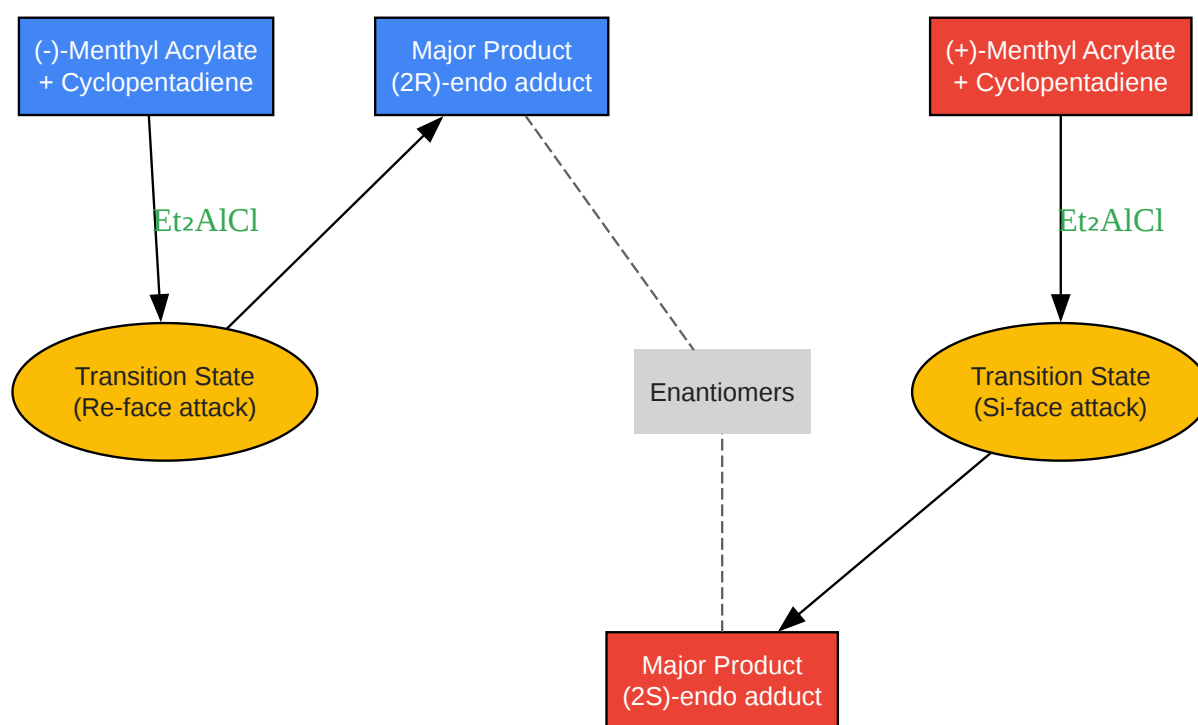 (-)-Menthyl Acrylate
+ Cyclopentadiene
Major Product
(2R)-endo adduct
(+)-Menthyl Acrylate
+ Cyclopentadiene
Et₂AlCl
Et₂AlCl
Transition State
(Re-face attack)
Enantiomers
Transition State
(Si-face attack)
Major Product
(2S)-endo adduct